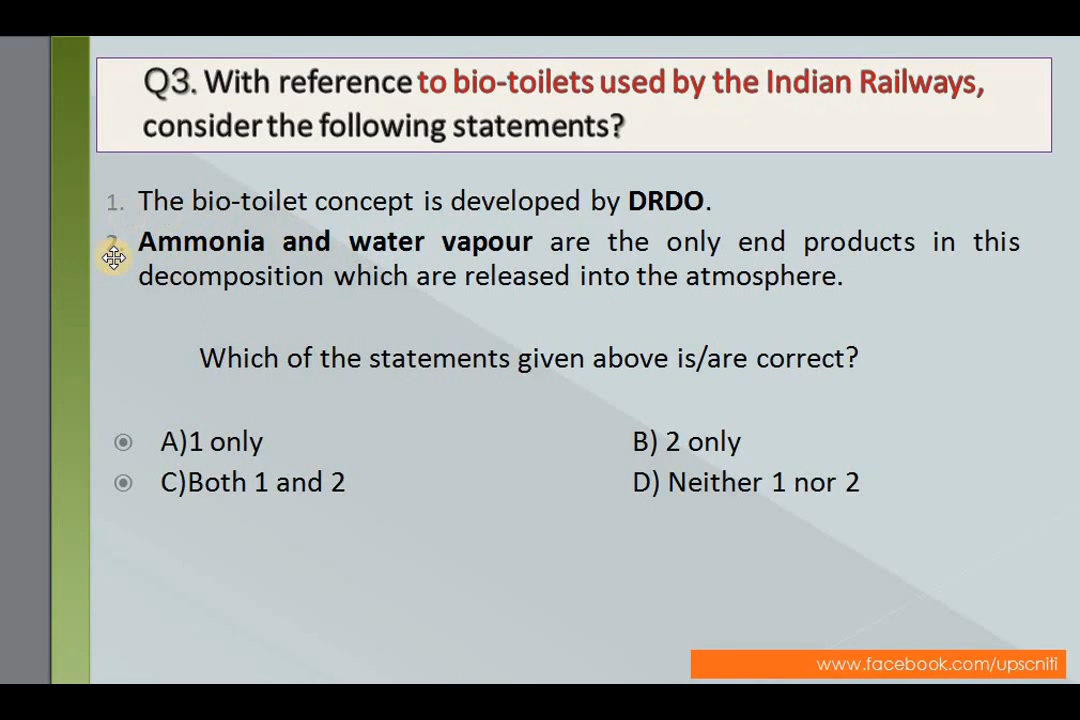 Q3. With reference to bio-toilets used by the Indian Railways,
consider the following statements?
1. The bio-toilet concept is developed by DRDO.
2. Ammonia and water vapour are the only end products in this
decomposition which are released into the atmosphere.
Which of the statements given above is/are correct?
A)1 only B) 2 only
C)Both 1 and 2 D) Neither 1 nor 2
www.facebook.com/upscniti